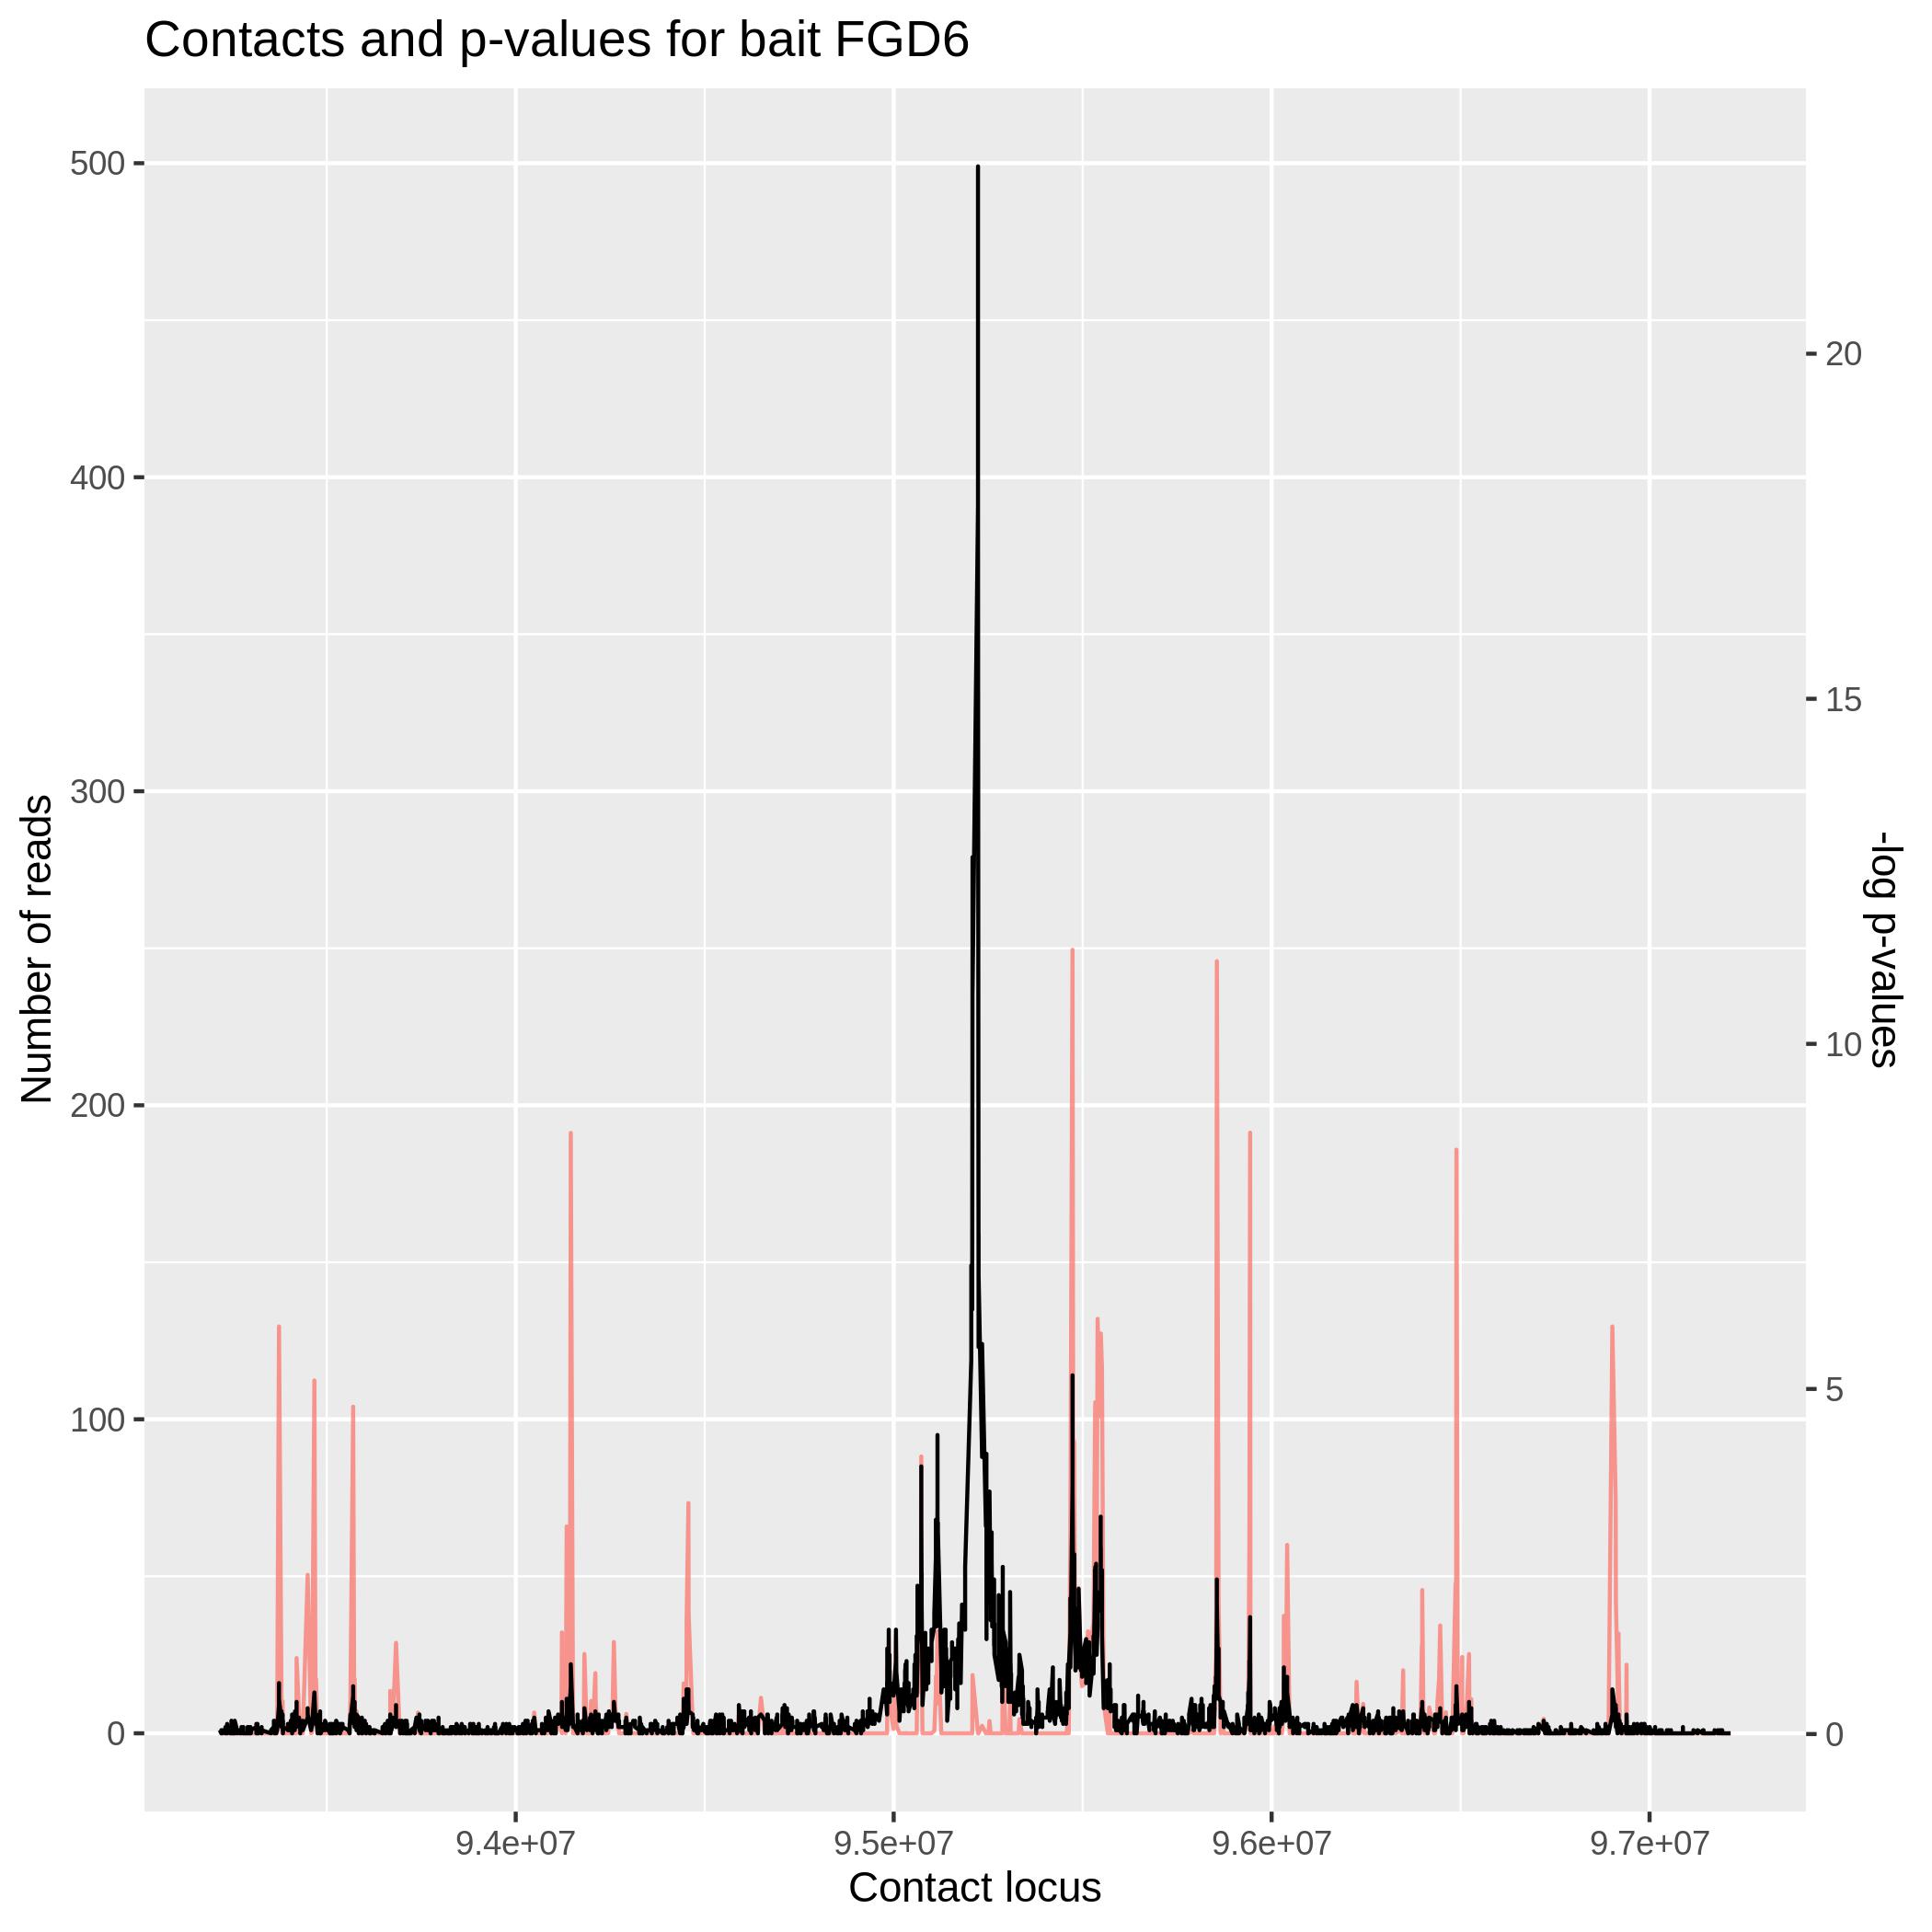 Contacts and p-values for bait FGD6
500
400
300
200
100
0
Number of reads
20
15
10
5
0
-log p-values
9.4e+07
9.5e+07
9.6e+07
9.7e+07
Contact locus